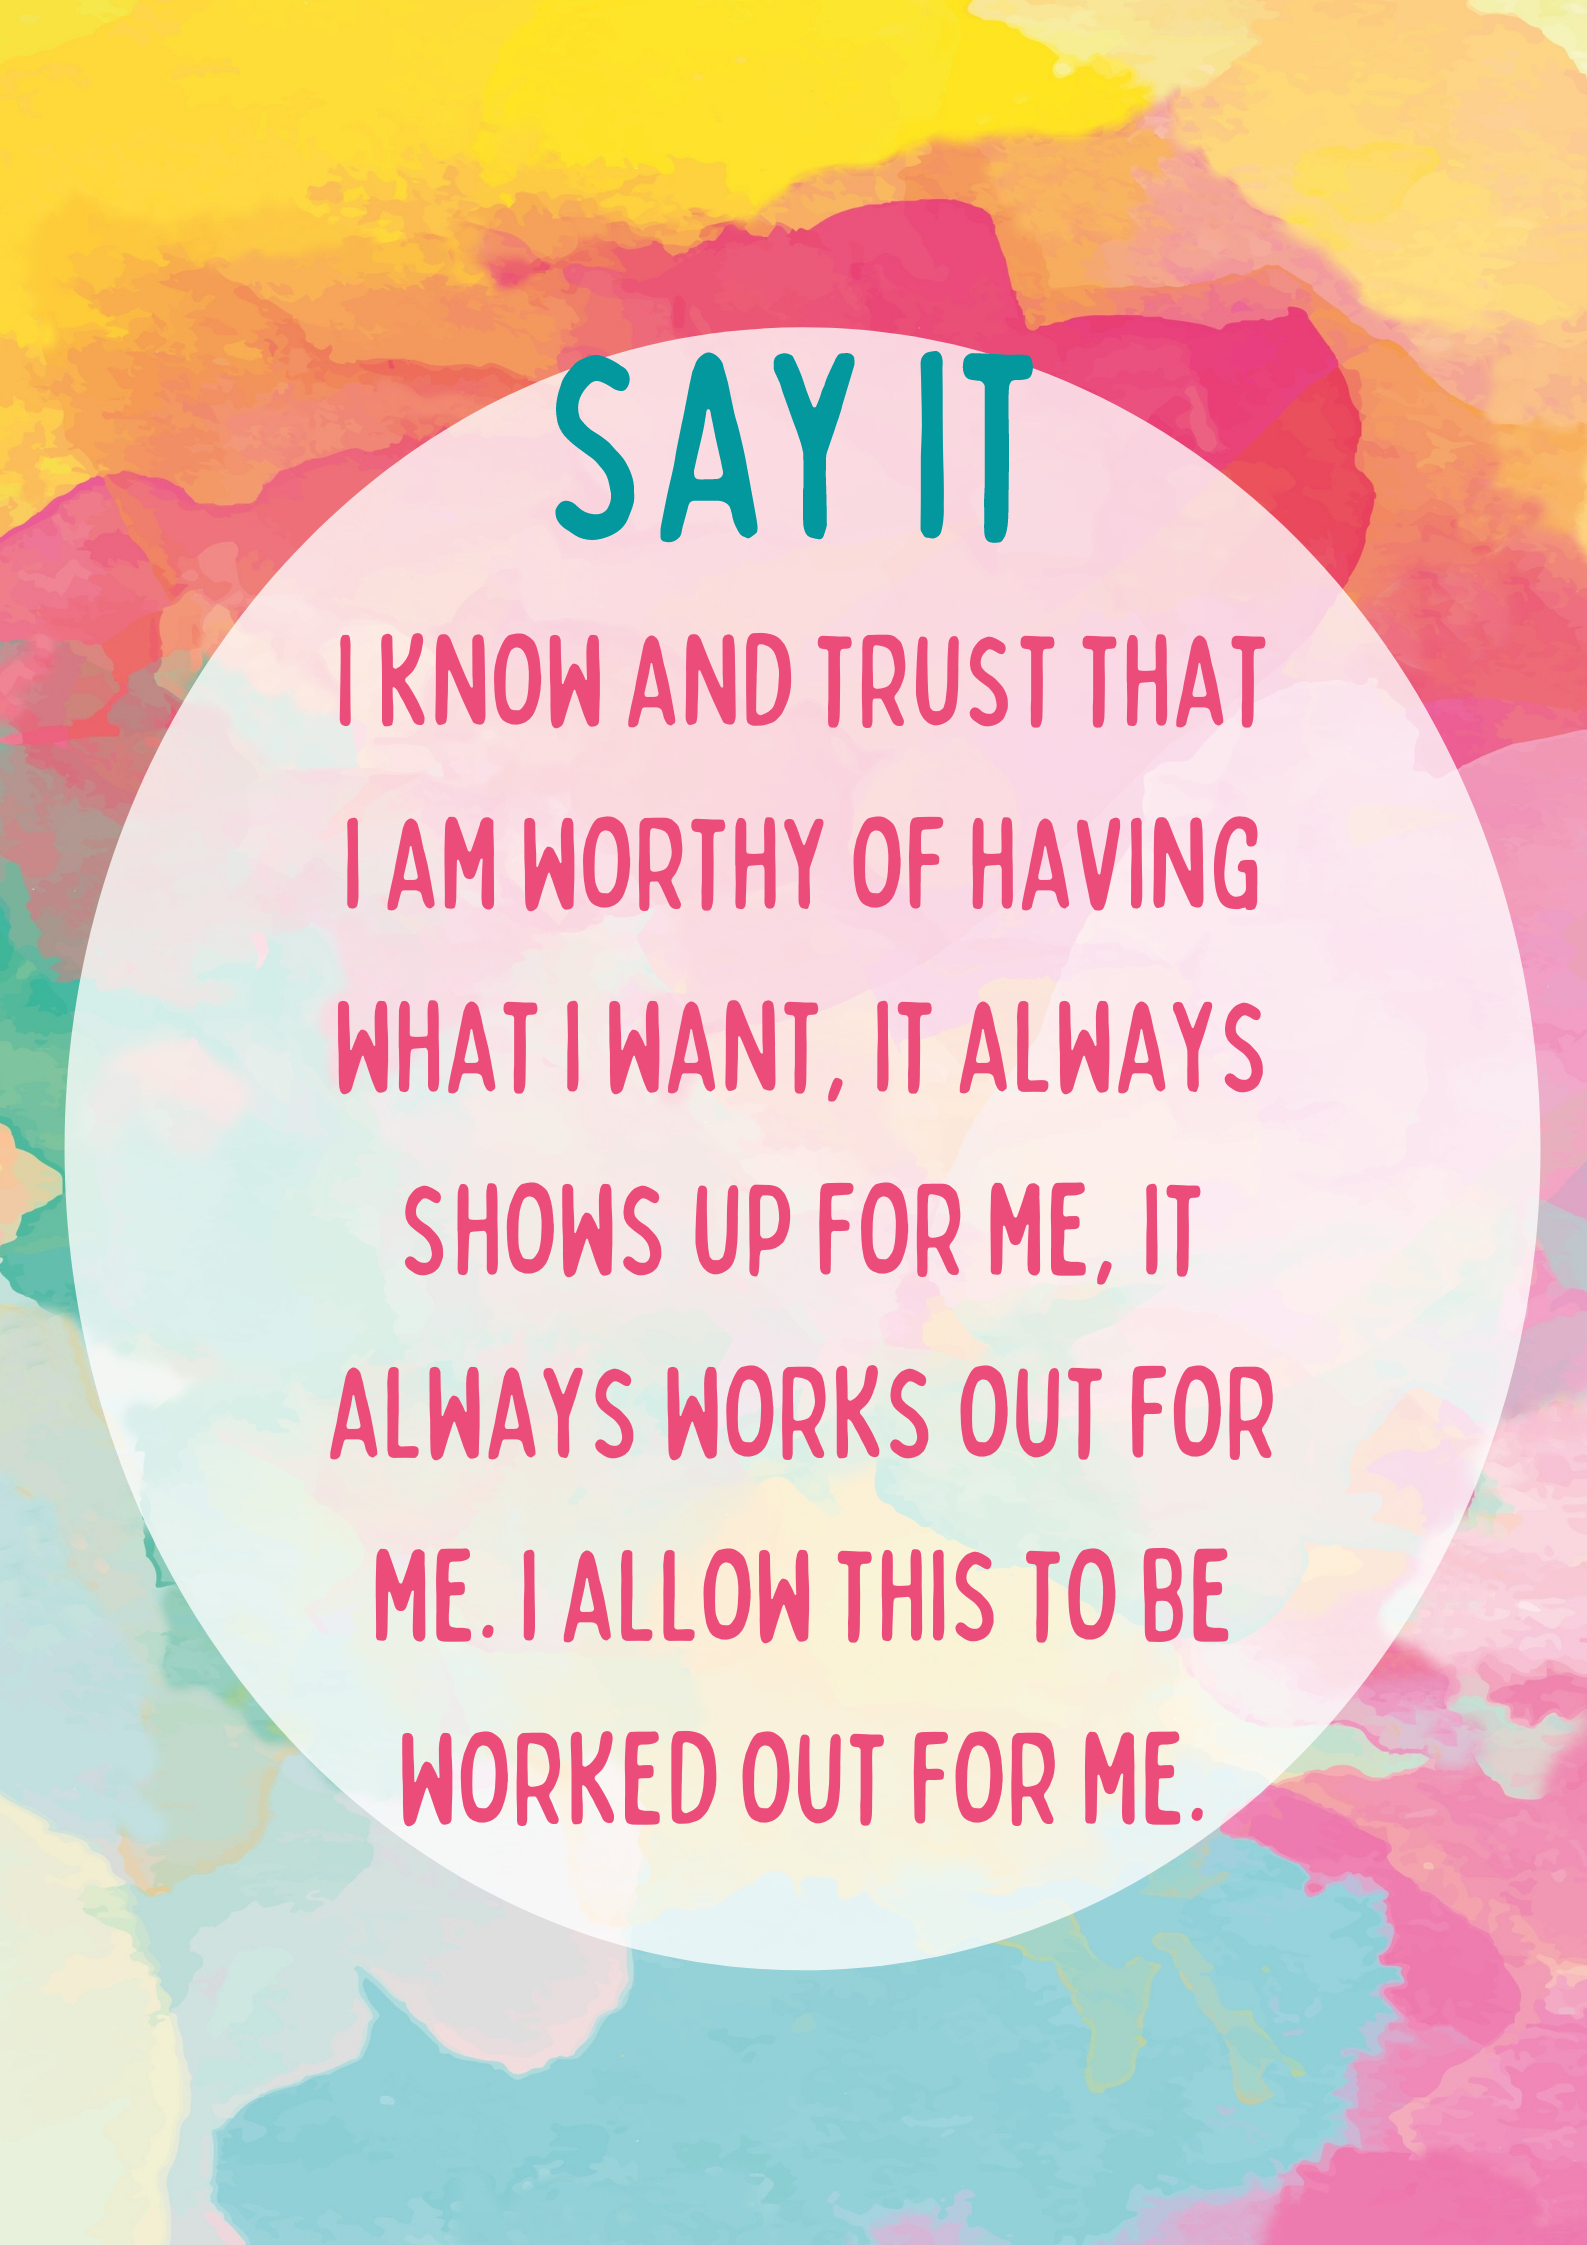 SAY IT
I KNOW AND TRUST THAT
I AM WORTHY OF HAVING
WHAT I WANT, IT ALWAYS
SHOWS UP FOR ME, IT
ALWAYS WORKS OUT FOR
ME. I ALLOW THIS TO BE
WORKED OUT FOR ME.